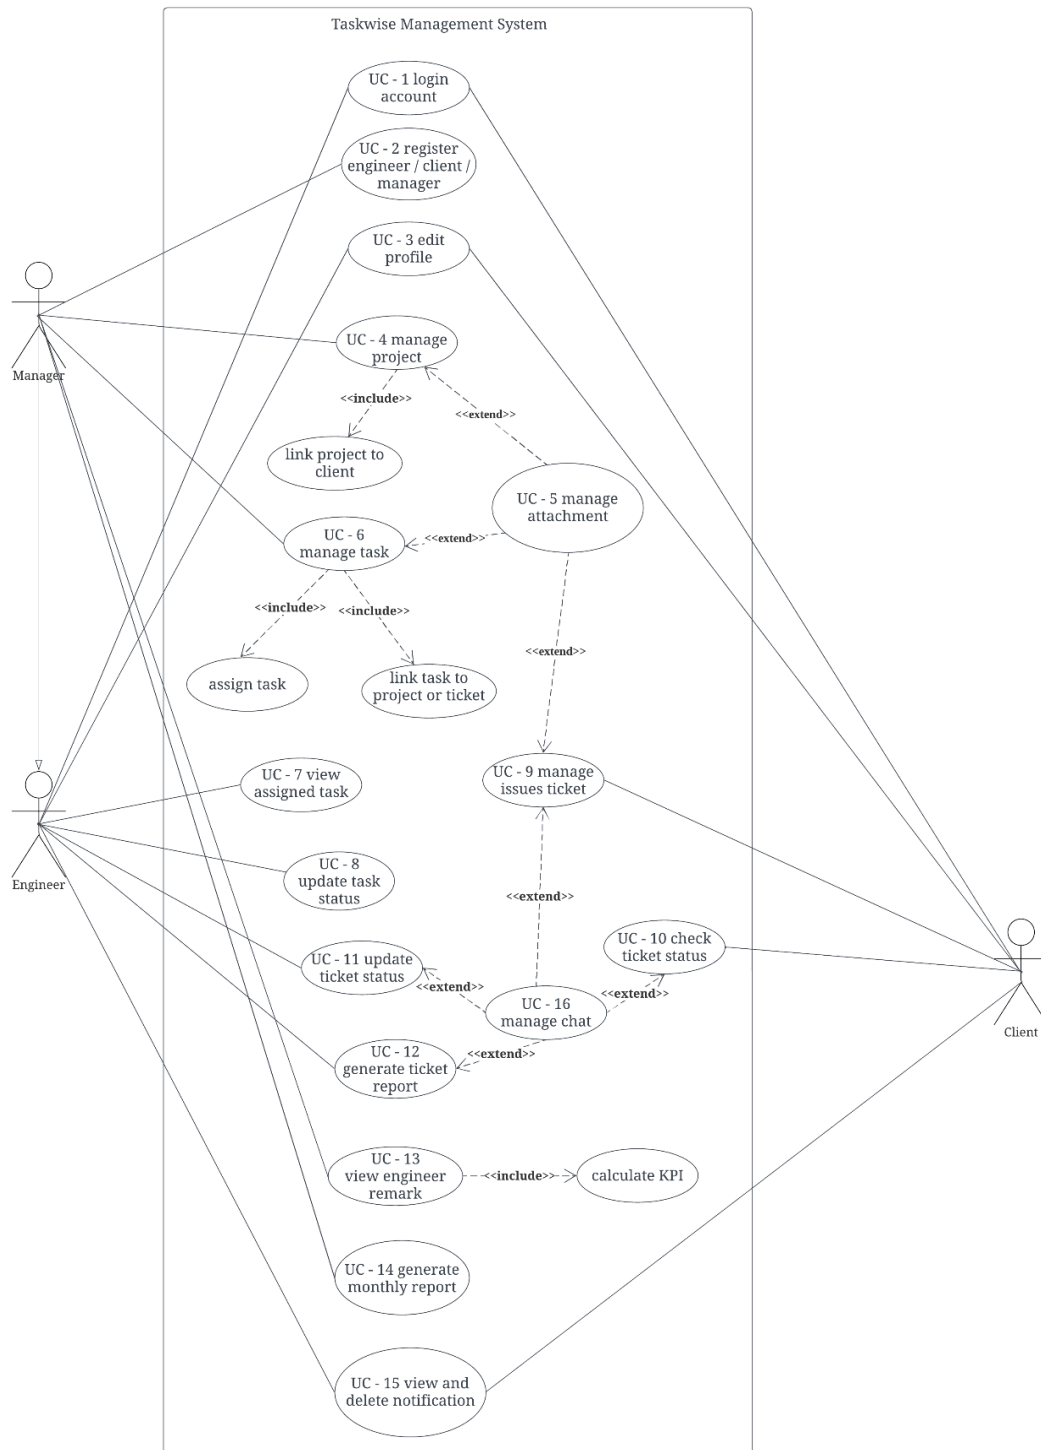 Taskwise Management System
UC - 1 login
account
UC - 2 register
engineer / client /
manager
UC - 3 edit
profile
Manager
UC - 4 manage
project
<<include>>
<<extend>>
link project to
client
UC - 5 manage
attachment
UC - 6
manage task
<<extend>>
<<include>>
<<include>>
<<extend>>
assign task
link task to
project or ticket
UC - 7 view
assigned task
UC - 9 manage
issues ticket
Engineer
UC - 8
update task
status
<<extend>>
UC - 10 check
ticket status
UC - 11 update
ticket status
<<extend>>
<<extend>>
UC - 16
manage chat
Client
UC - 12
generate ticket
report
<<extend>>
UC - 13
view engineer
remark
<<include>>
calculate KPI
UC - 14 generate
monthly report
UC - 15 view and
delete notification